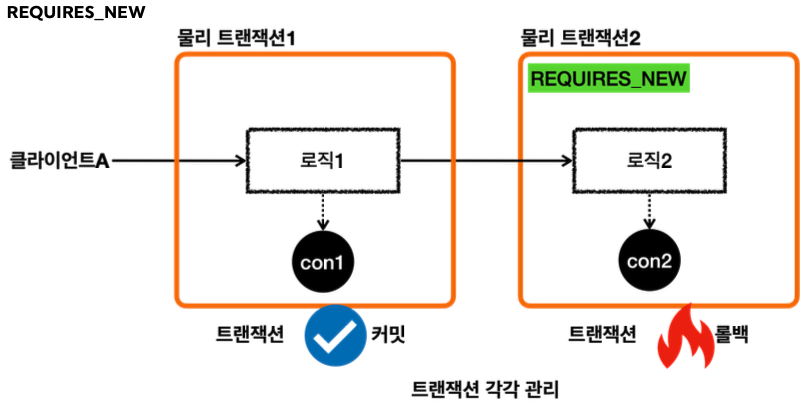 REQUIRES_NEW
물리 트랜잭션1
물리 트랜잭션2
REQUIRES_NEW
클라이언트A
로직1
로직2
con1
con2
트랜잭션 커밋
트랜잭션 롤백
트랜잭션 각각 관리